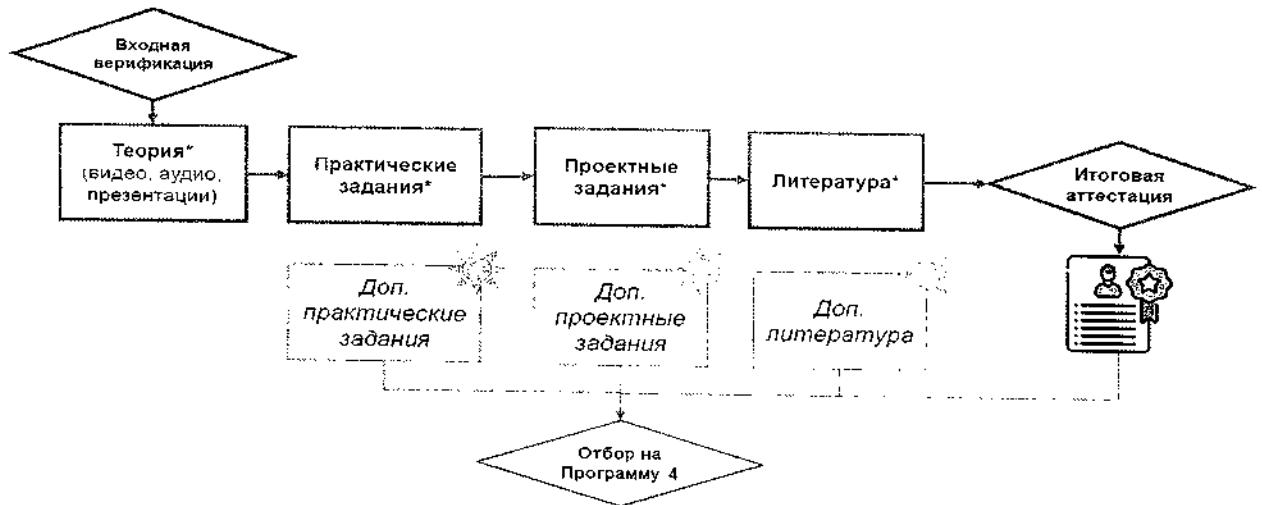 Входная
верификация
Теория*
(видео, аудио,
презентации)
Практические
задания*
Проектные
задания*
Литература*
Итоговая
аттестация
Доп.
практические
задания
Доп.
проектные
задания
Доп.
литература
Отбор на
Программу 4